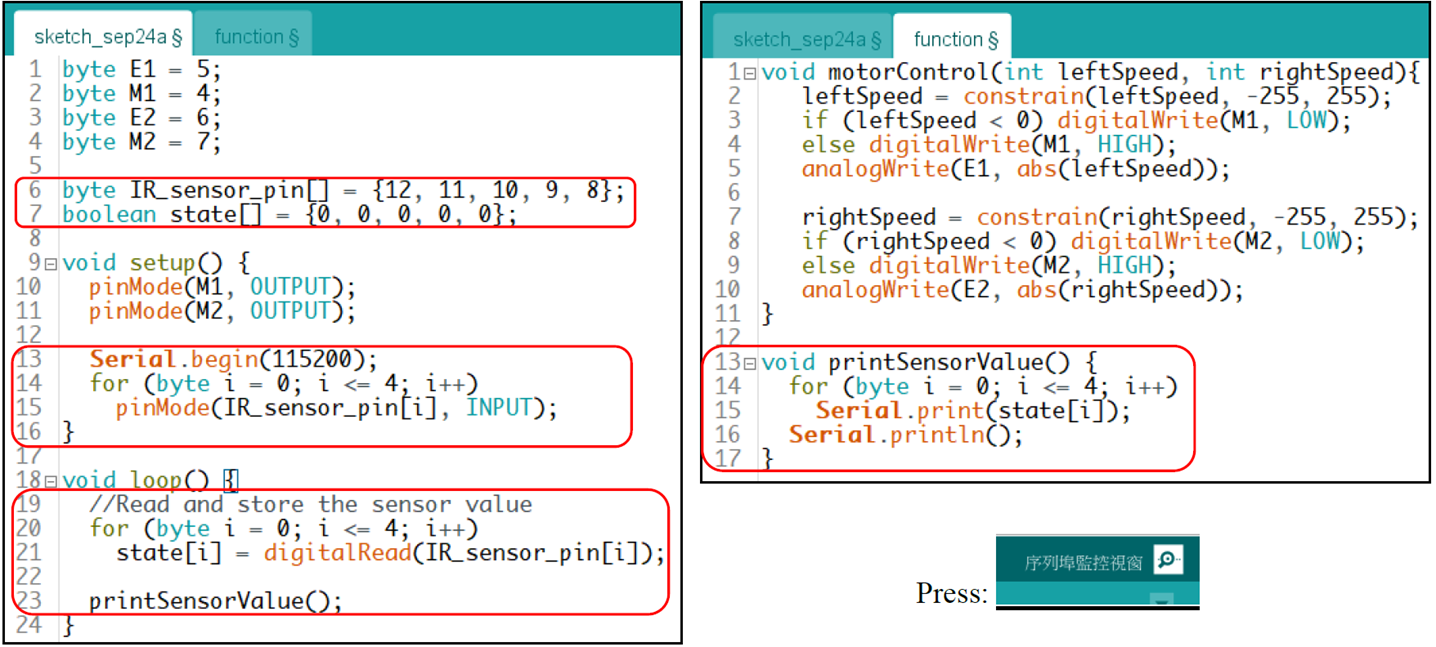 sketch_sep24a §
function §
1 byte E1 = 5;
2 byte M1 = 4;
3 byte E2 = 6;
4 byte M2 = 7;
5
6 byte IR_sensor_pin[] = {12, 11, 10, 9, 8};
7 boolean state[] = {0, 0, 0, 0, 0};
8
9 void setup() {
10 pinMode(M1, OUTPUT);
11 pinMode(M2, OUTPUT);
12
13 Serial.begin(115200);
14 for (byte i = 0; i <= 4; i++)
15 pinMode(IR_sensor_pin[i], INPUT);
16 }
17
18 void loop() {
19 //Read and store the sensor value
20 for (byte i = 0; i <= 4; i++)
21 state[i] = digitalRead(IR_sensor_pin[i]);
22
23 printSensorValue();
24 }
sketch_sep24a §
function §
1 void motorControl(int leftSpeed, int rightSpeed){
2 leftSpeed = constrain(leftSpeed, -255, 255);
3 if (leftSpeed < 0) digitalWrite(M1, LOW);
4 else digitalWrite(M1, HIGH);
5 analogWrite(E1, abs(leftSpeed));
6
7 rightSpeed = constrain(rightSpeed, -255, 255);
8 if (rightSpeed < 0) digitalWrite(M2, LOW);
9 else digitalWrite(M2, HIGH);
10 analogWrite(E2, abs(rightSpeed));
11 }
12
13 void printSensorValue() {
14 for (byte i = 0; i <= 4; i++)
15 Serial.print(state[i]);
16 Serial.println();
17 }
Press:
序列埠監控視窗